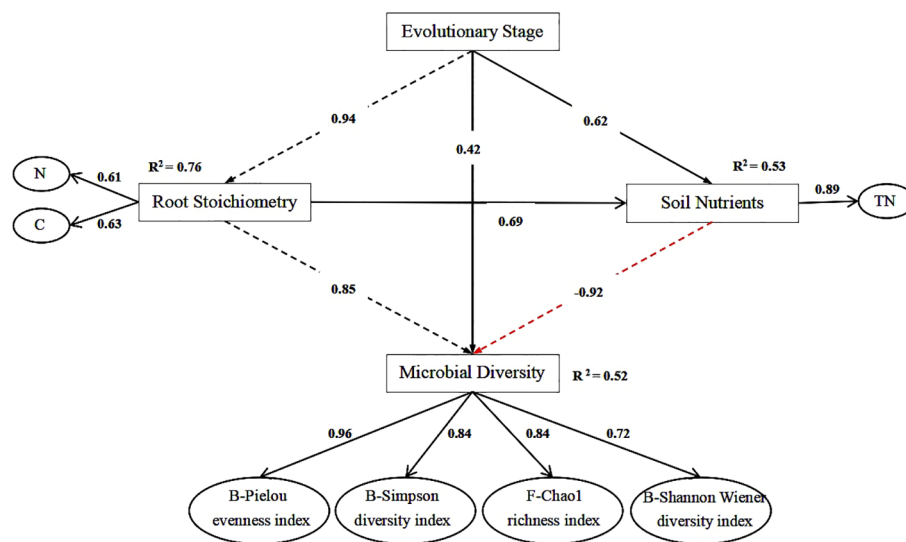 Evolutionary Stage
0.94
0.62
0.42
N
0.61
R² = 0.76
R² = 0.53
0.89
Root Stoichiometry
Soil Nutrients
TN
C
0.63
0.69
0.85
-0.92
Microbial Diversity
R² = 0.52
0.96
0.84
0.84
0.72
B-Pielou
evenness index
B-Simpson
diversity index
F-Chao1
richness index
B-Shannon Wiener
diversity index